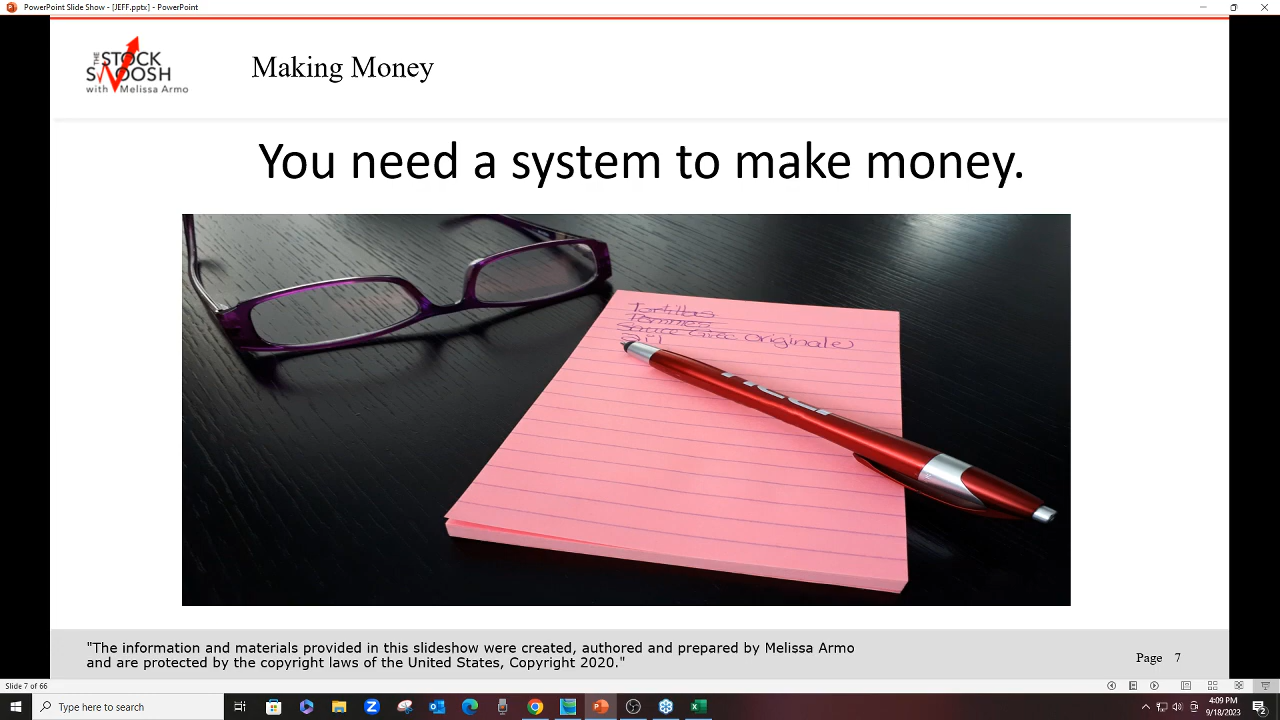 PowerPoint Slide Show - [JEFF.pptx] - PowerPoint
THE STOCK SWOOSH
with Melissa Armo
Making Money
You need a system to make money.
Tortillas
Pommes
Sauce Civic Originale
"The information and materials provided in this slideshow were created, authored and prepared by Melissa Armo
and are protected by the copyright laws of the United States, Copyright 2020."
Page 7
Slide 7 of 66
Type here to search
4:09 PM
9/18/2023
2